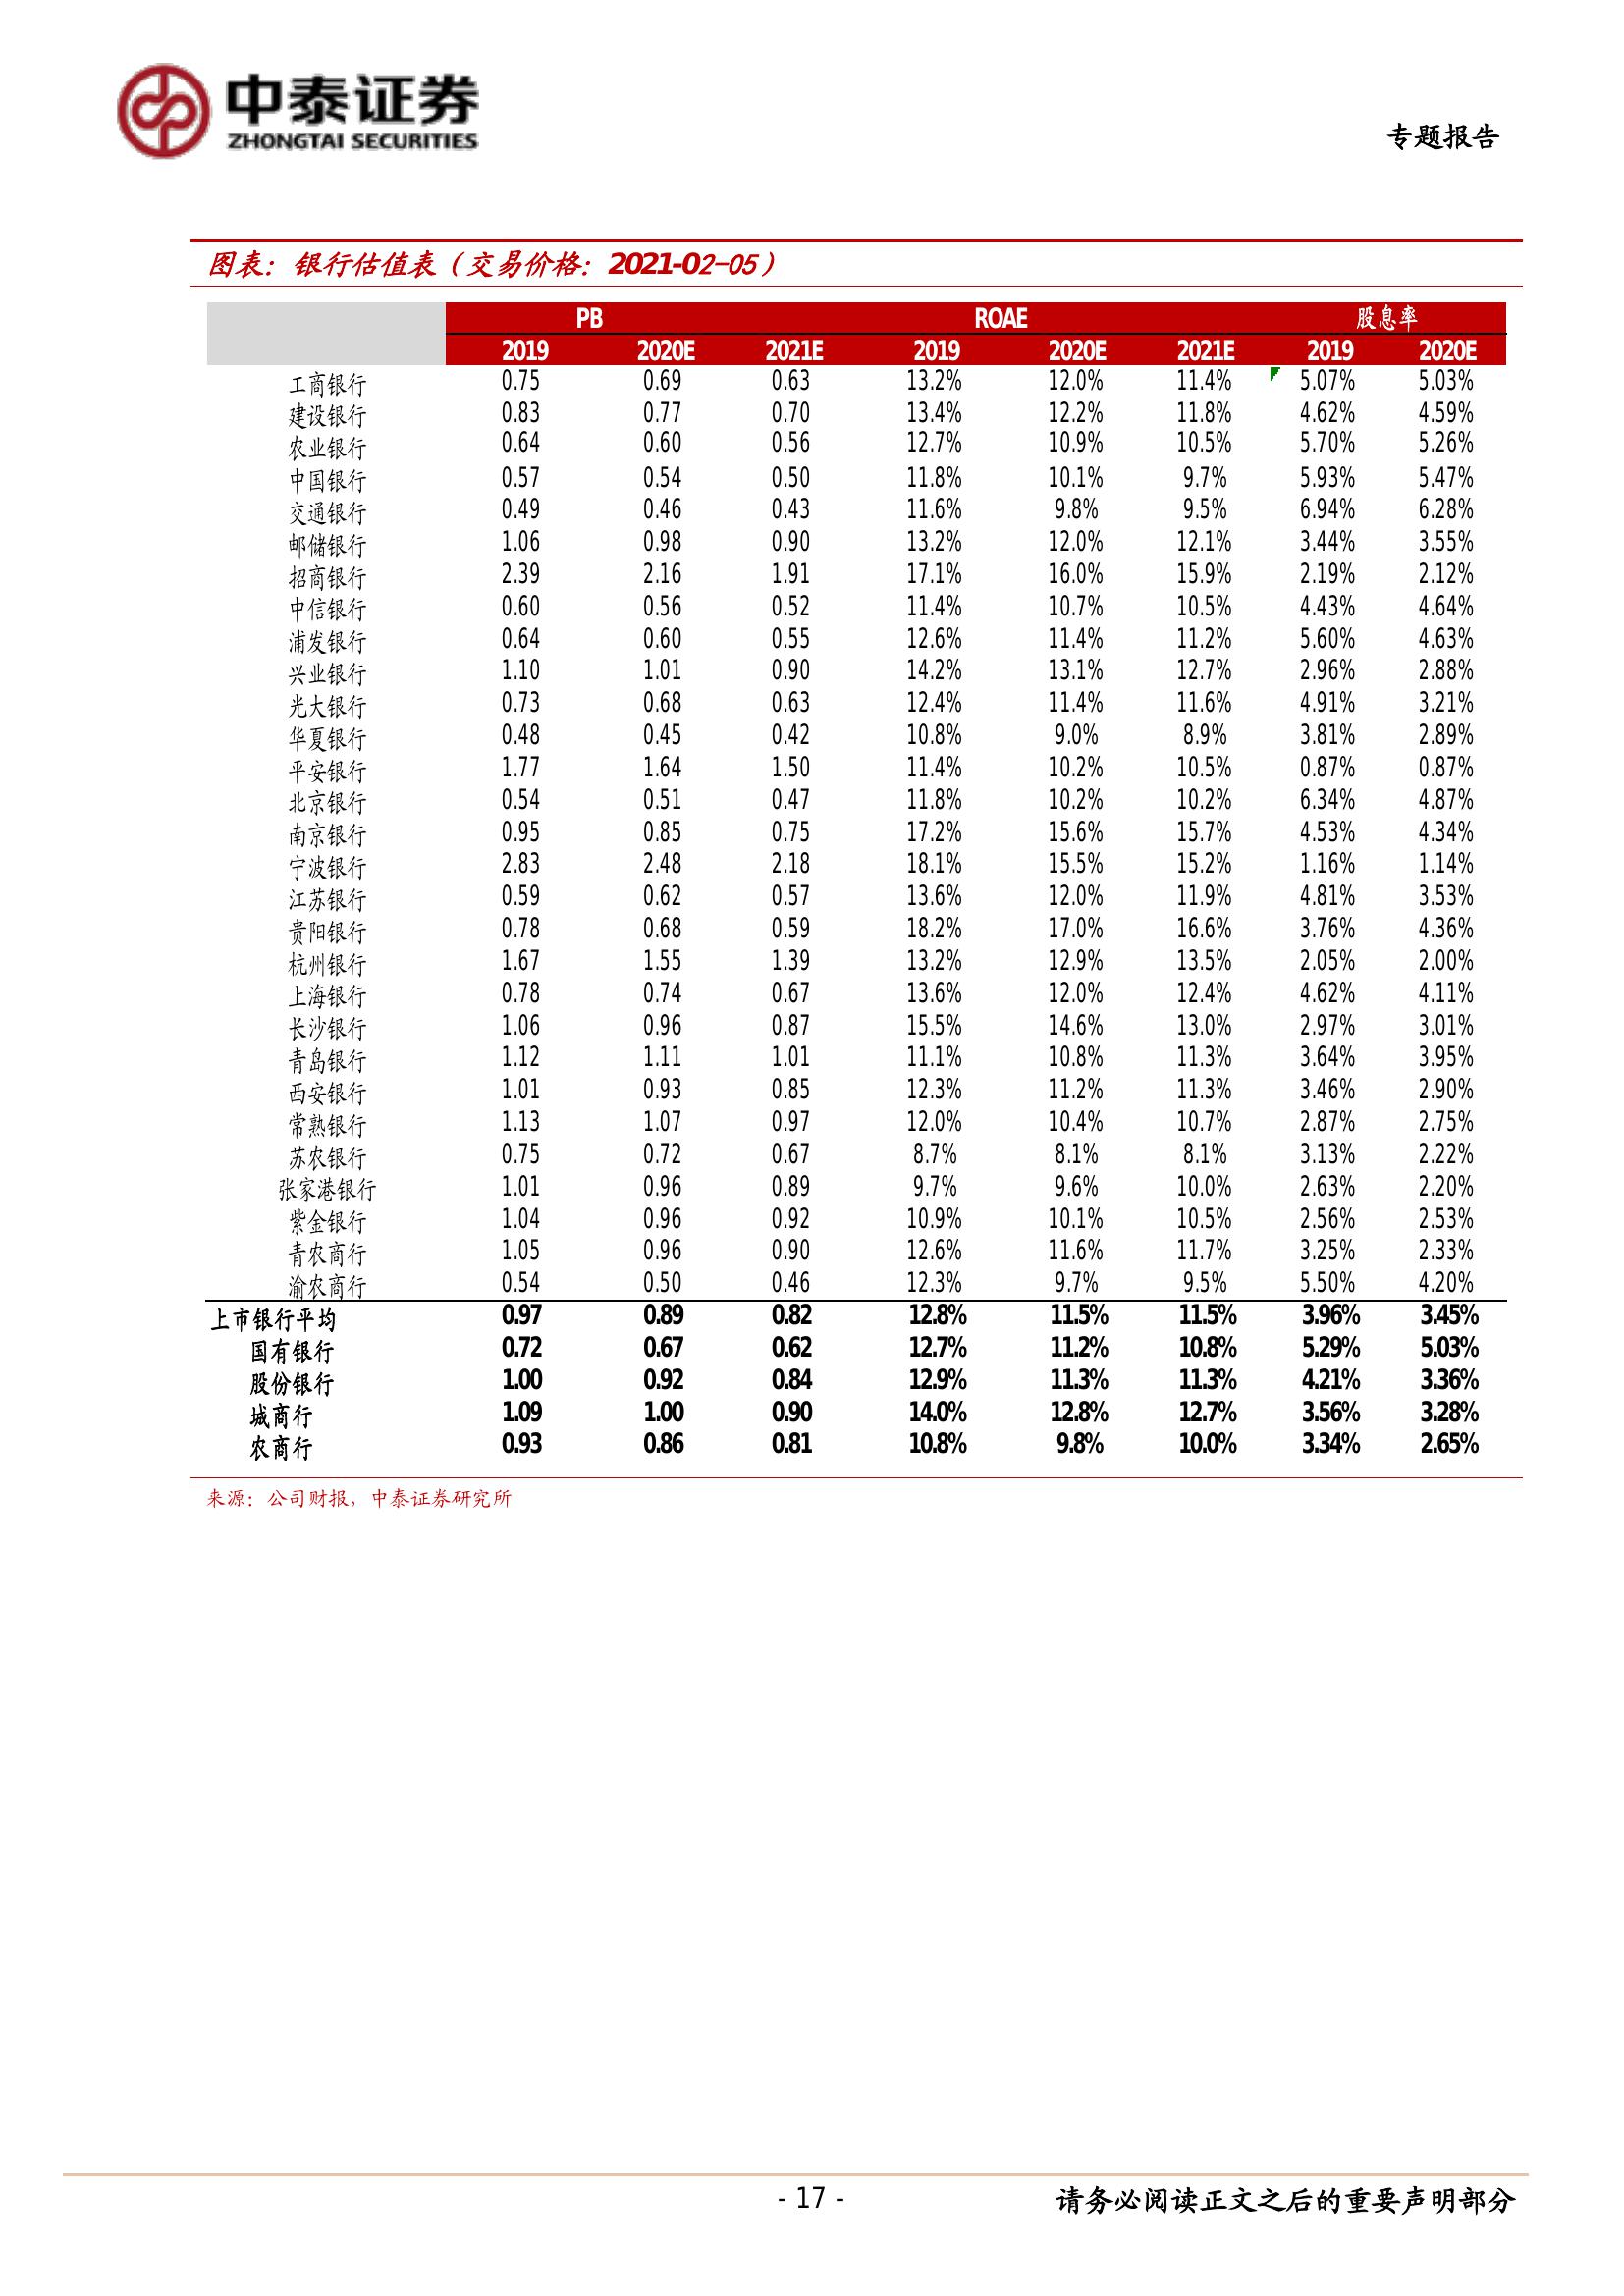 中泰证券
ZHONGTAI SECURITIES
专题报告
图表：银行估值表（交易价格：2021-02-05）
PB ROAE 股息率
2019 2020E 2021E 2019 2020E 2021E 2019 2020E
工商银行 0.75 0.69 0.63 13.2% 12.0% 11.4% 5.07% 5.03%
建设银行 0.83 0.77 0.70 13.4% 12.2% 11.8% 4.62% 4.59%
农业银行 0.64 0.60 0.56 12.7% 10.9% 10.5% 5.70% 5.26%
中国银行 0.57 0.54 0.50 11.8% 10.1% 9.7% 5.93% 5.47%
交通银行 0.49 0.46 0.43 11.6% 9.8% 9.5% 6.94% 6.28%
邮储银行 1.06 0.98 0.90 13.2% 12.0% 12.1% 3.44% 3.55%
招商银行 2.39 2.16 1.91 17.1% 16.0% 15.9% 2.19% 2.12%
中信银行 0.60 0.56 0.52 11.4% 10.7% 10.5% 4.43% 4.64%
浦发银行 0.64 0.60 0.55 12.6% 11.4% 11.2% 5.60% 4.63%
兴业银行 1.10 1.01 0.90 14.2% 13.1% 12.7% 2.96% 2.88%
光大银行 0.73 0.68 0.63 12.4% 11.4% 11.6% 4.91% 3.21%
华夏银行 0.48 0.45 0.42 10.8% 9.0% 8.9% 3.81% 2.89%
平安银行 1.77 1.64 1.50 11.4% 10.2% 10.5% 0.87% 0.87%
北京银行 0.54 0.51 0.47 11.8% 10.2% 10.2% 6.34% 4.87%
南京银行 0.95 0.85 0.75 17.2% 15.6% 15.7% 4.53% 4.34%
宁波银行 2.83 2.48 2.18 18.1% 15.5% 15.2% 1.16% 1.14%
江苏银行 0.59 0.62 0.57 13.6% 12.0% 11.9% 4.81% 3.53%
贵阳银行 0.78 0.68 0.59 18.2% 17.0% 16.6% 3.76% 4.36%
杭州银行 1.67 1.55 1.39 13.2% 12.9% 13.5% 2.05% 2.00%
上海银行 0.78 0.74 0.67 13.6% 12.0% 12.4% 4.62% 4.11%
长沙银行 1.06 0.96 0.87 15.5% 14.6% 13.0% 2.97% 3.01%
青岛银行 1.12 1.11 1.01 11.1% 10.8% 11.3% 3.64% 3.95%
西安银行 1.01 0.93 0.85 12.3% 11.2% 11.3% 3.46% 2.90%
常熟银行 1.13 1.07 0.97 12.0% 10.4% 10.7% 2.87% 2.75%
苏农银行 0.75 0.72 0.67 8.7% 8.1% 8.1% 3.13% 2.22%
张家港银行 1.01 0.96 0.89 9.7% 9.6% 10.0% 2.63% 2.20%
紫金银行 1.04 0.96 0.92 10.9% 10.1% 10.5% 2.56% 2.53%
青农商行 1.05 0.96 0.90 12.6% 11.6% 11.7% 3.25% 2.33%
渝农商行 0.54 0.50 0.46 12.3% 9.7% 9.5% 5.50% 4.20%
上市银行平均 0.97 0.89 0.82 12.8% 11.5% 11.5% 3.96% 3.45%
国有银行 0.72 0.67 0.62 12.7% 11.2% 10.8% 5.29% 5.03%
股份银行 1.00 0.92 0.84 12.9% 11.3% 11.3% 4.21% 3.36%
城商行 1.09 1.00 0.90 14.0% 12.8% 12.7% 3.56% 3.28%
农商行 0.93 0.86 0.81 10.8% 9.8% 10.0% 3.34% 2.65%
来源：公司财报，中泰证券研究所
- 17 -
请务必阅读正文之后的重要声明部分